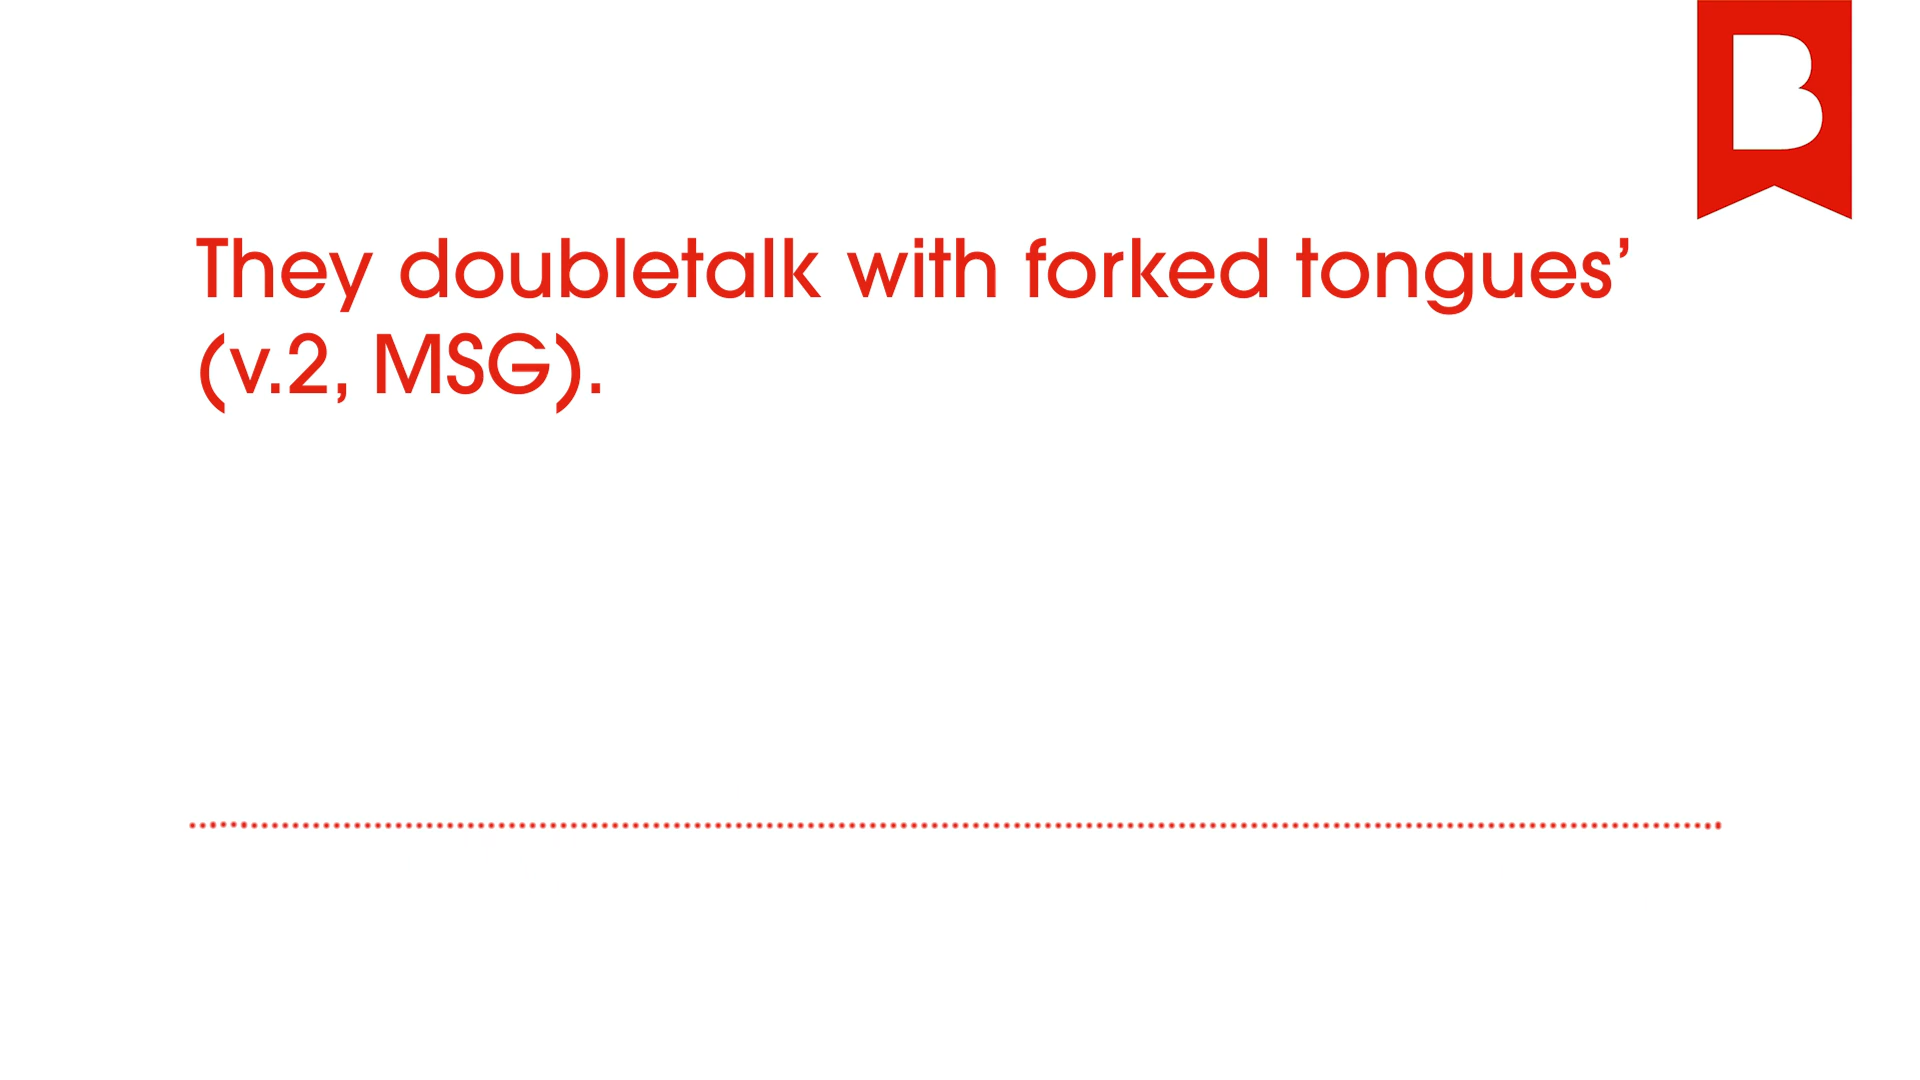 B
They doubletalk with forked tongues’
(v.2, MSG).